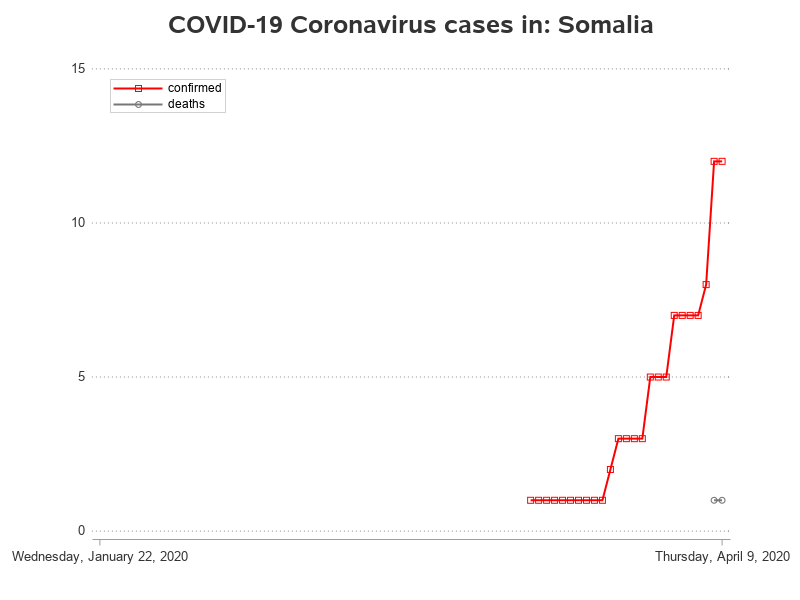 COVID-19 Coronavirus cases in: Somalia
15
confirmed
deaths
10
5
0
Wednesday, January 22, 2020 Thursday, April 9, 2020